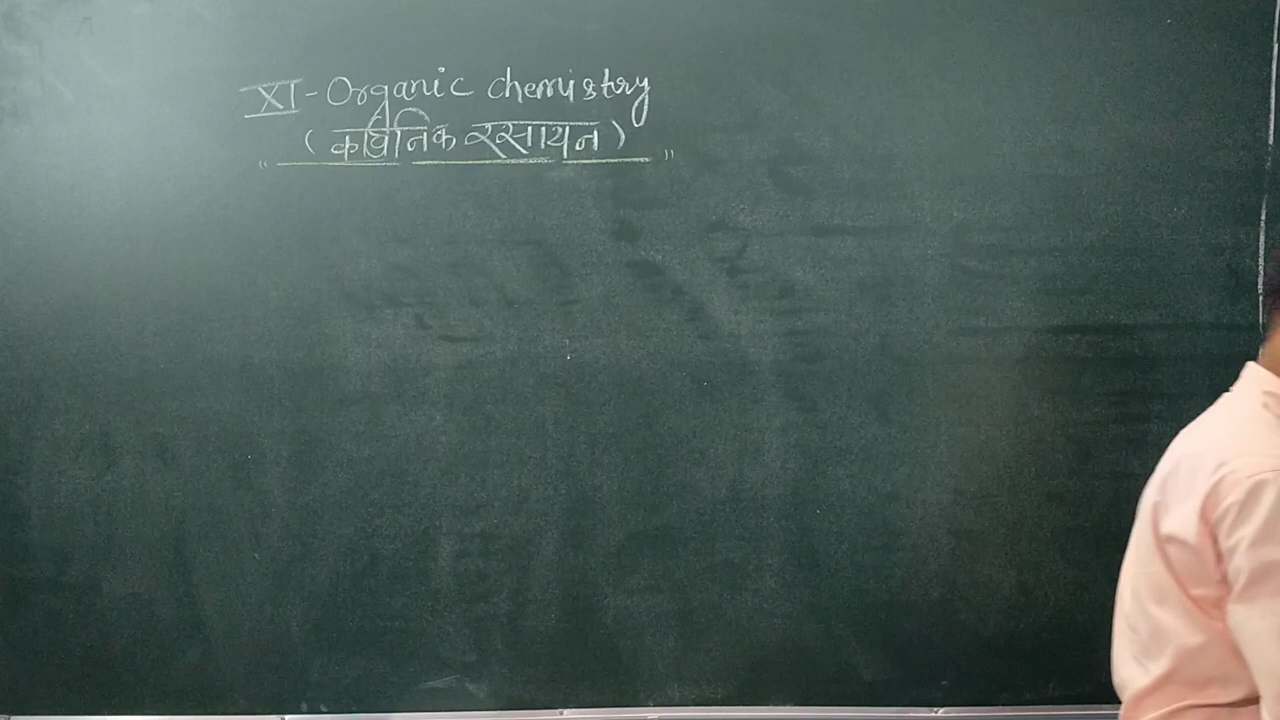 XI - Organic chemistry
( कार्बनिक रसायन )